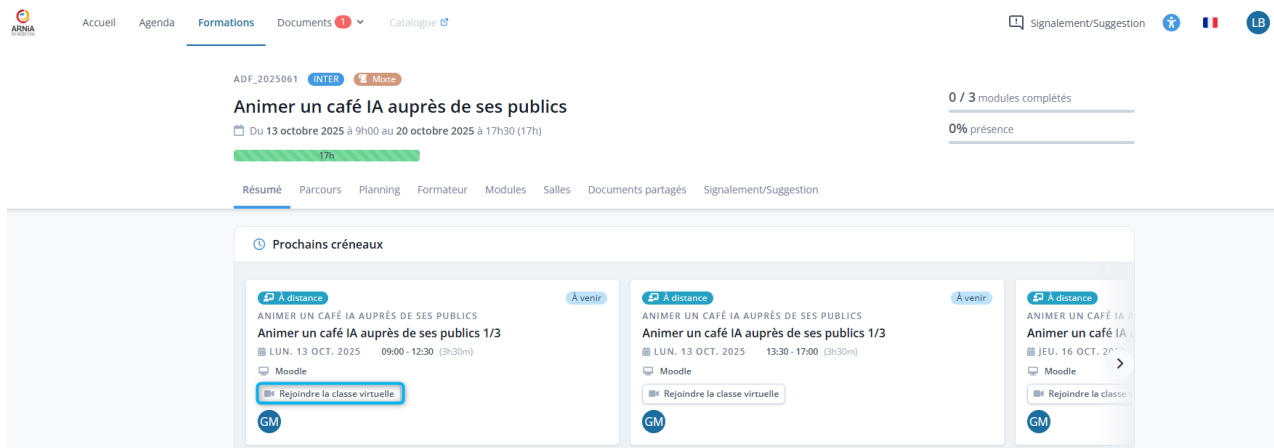 ARNiA
Accueil Agenda Formations Documents 1 Catalogue
Signalement/Suggestion LB
ADF_2025061 INTER Mixte
Animer un café IA auprès de ses publics
Du 13 octobre 2025 à 9h00 au 20 octobre 2025 à 17h30 (17h)
17h
0 / 3 modules complétés
0% présence
Résumé Parcours Planning Formateur Modules Salles Documents partagés Signalement/Suggestion
Prochains créneaux
À distance À venir
ANIMER UN CAFÉ IA AUPRÈS DE SES PUBLICS
Animer un café IA auprès de ses publics 1/3
LUN. 13 OCT. 2025 09:00 - 12:30 (3h30m)
Moodle
Rejoindre la classe virtuelle
GM
À distance À venir
ANIMER UN CAFÉ IA AUPRÈS DE SES PUBLICS
Animer un café IA auprès de ses publics 1/3
LUN. 13 OCT. 2025 13:30 - 17:00 (3h30m)
Moodle
Rejoindre la classe virtuelle
GM
À distance
ANIMER UN CAFÉ IA
Animer un café IA
JEU. 16 OCT.
Moodle
Rejoindre la classe
GM